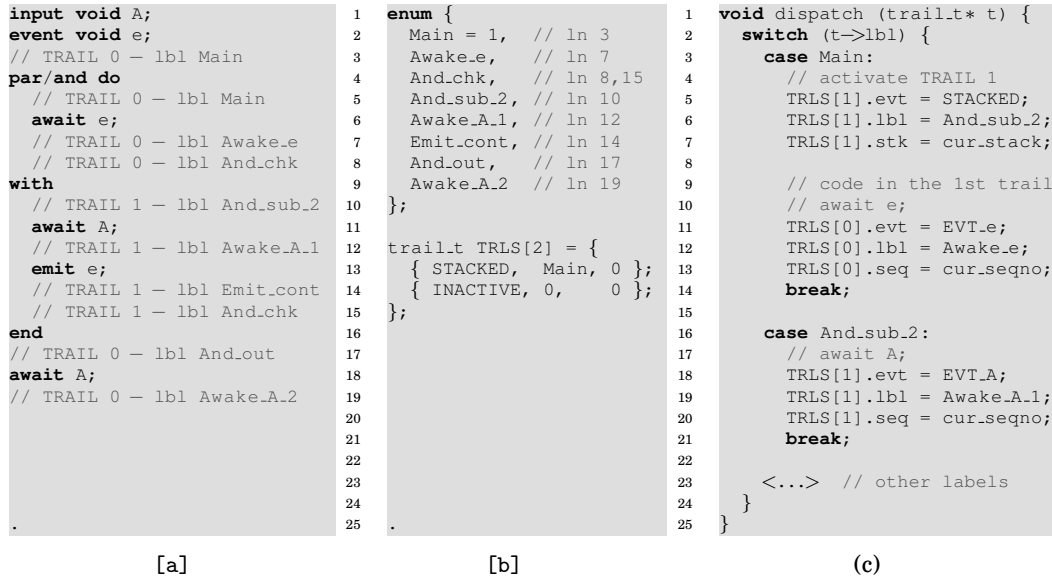 input void A;
event void e;
// TRAIL 0 – lbl Main
par/and do
// TRAIL 0 – lbl Main
await e;
// TRAIL 0 – lbl Awake_e
// TRAIL 0 – lbl And_chk
with
// TRAIL 1 – lbl And_sub_2
await A;
// TRAIL 1 – lbl Awake_A_1
emit e;
// TRAIL 1 – lbl Emit_cont
// TRAIL 1 – lbl And_chk
end
// TRAIL 0 – lbl And_out
await A;
// TRAIL 0 – lbl Awake_A_2
.
[a]
1 enum {
2 Main = 1, // ln 3
3 Awake_e, // ln 7
4 And_chk, // ln 8,15
5 And_sub_2, // ln 10
6 Awake_A_1, // ln 12
7 Emit_cont, // ln 14
8 And_out, // ln 17
9 Awake_A_2 // ln 19
10 };
11
12 trail_t TRLS[2] = {
13 { STACKED, Main, 0 };
14 { INACTIVE, 0, 0 };
15 };
16
17
18
19
20
21
22
23
24
25 .
[b]
1 void dispatch (trail_t* t) {
2 switch (t–>lbl) {
3 case Main:
4 // activate TRAIL 1
5 TRLS[1].evt = STACKED;
6 TRLS[1].lbl = And_sub_2;
7 TRLS[1].stk = cur_stack;
8
9 // code in the 1st trail
10 // await e;
11 TRLS[0].evt = EVT_e;
12 TRLS[0].lbl = Awake_e;
13 TRLS[0].seq = cur_seqno;
14 break;
15
16 case And_sub_2:
17 // await A;
18 TRLS[1].evt = EVT_A;
19 TRLS[1].lbl = Awake_A_1;
20 TRLS[1].seq = cur_seqno;
21 break;
22
23 <...> // other labels
24 }
25 }
(c)